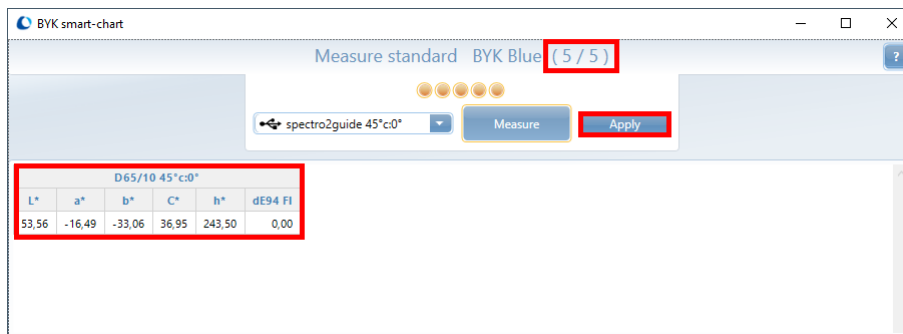 BYK smart-chart
Measure standard BYK Blue ( 5 / 5 )
?
spectro2guide 45°c:0° Measure Apply
D65/10 45°c:0°
L* a* b* C* h* dE94 Fl
53,56 -16,49 -33,06 36,95 243,50 0,00